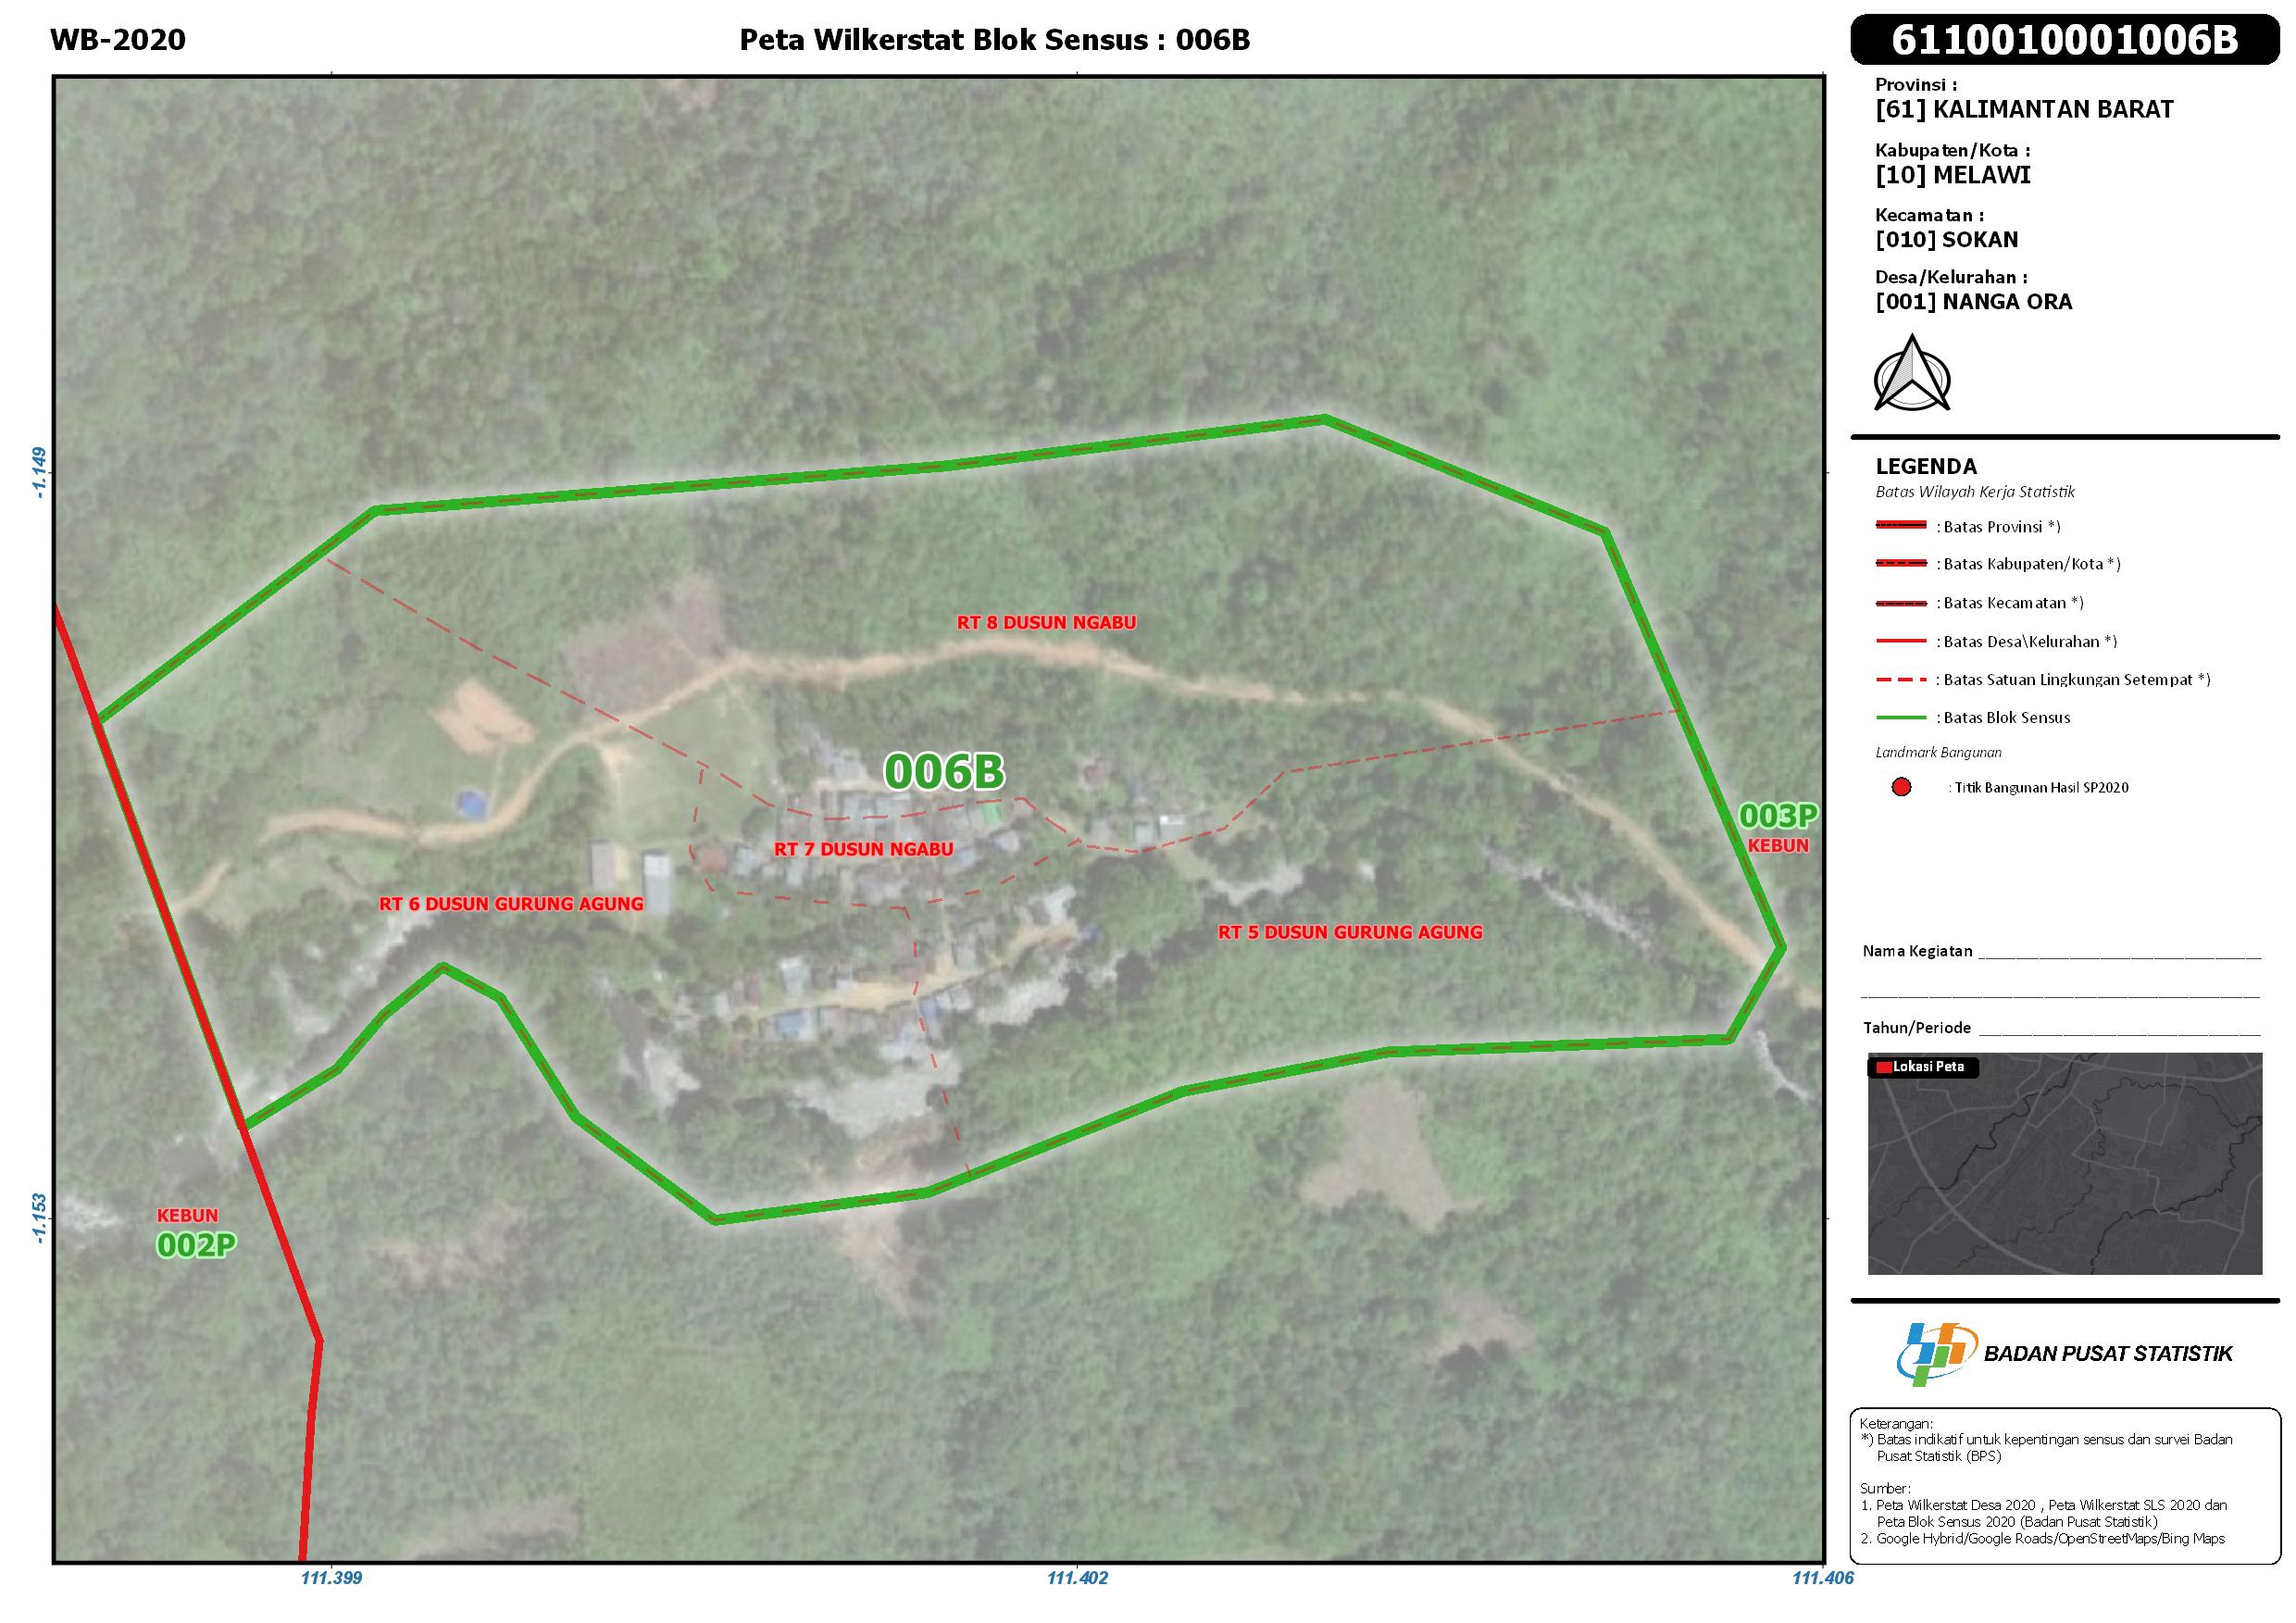 WB-2020
Peta Wilkerstat Blok Sensus : 006B
6110010001006B
Provinsi :
[61] KALIMANTAN BARAT
Kabupaten/Kota :
[10] MELAWI
Kecamatan :
[010] SOKAN
Desa/Kelurahan :
[001] NANGA ORA
LEGENDA
Batas Wilayah Kerja Statistik
: Batas Provinsi *)
: Batas Kabupaten/Kota *)
: Batas Kecamatan *)
: Batas Desa\Kelurahan *)
: Batas Satuan Lingkungan Setempat *)
: Batas Blok Sensus
Landmark Bangunan
: Titik Bangunan Hasil SP2020
Nama Kegiatan
Tahun/Periode
Lokasi Peta
BADAN PUSAT STATISTIK
Keterangan:
*) Batas indikatif untuk kepentingan sensus dan survei Badan
Pusat Statistik (BPS)
Sumber:
1. Peta Wilkerstat Desa 2020 , Peta Wilkerstat SLS 2020 dan
Peta Blok Sensus 2020 (Badan Pusat Statistik)
2. Google Hybrid/Google Roads/OpenStreetMaps/Bing Maps
-1.149
-1.153
RT 8 DUSUN NGABU
006B
003P
KEBUN
RT 7 DUSUN NGABU
RT 6 DUSUN GURUNG AGUNG
RT 5 DUSUN GURUNG AGUNG
KEBUN
002P
111.399
111.402
111.406